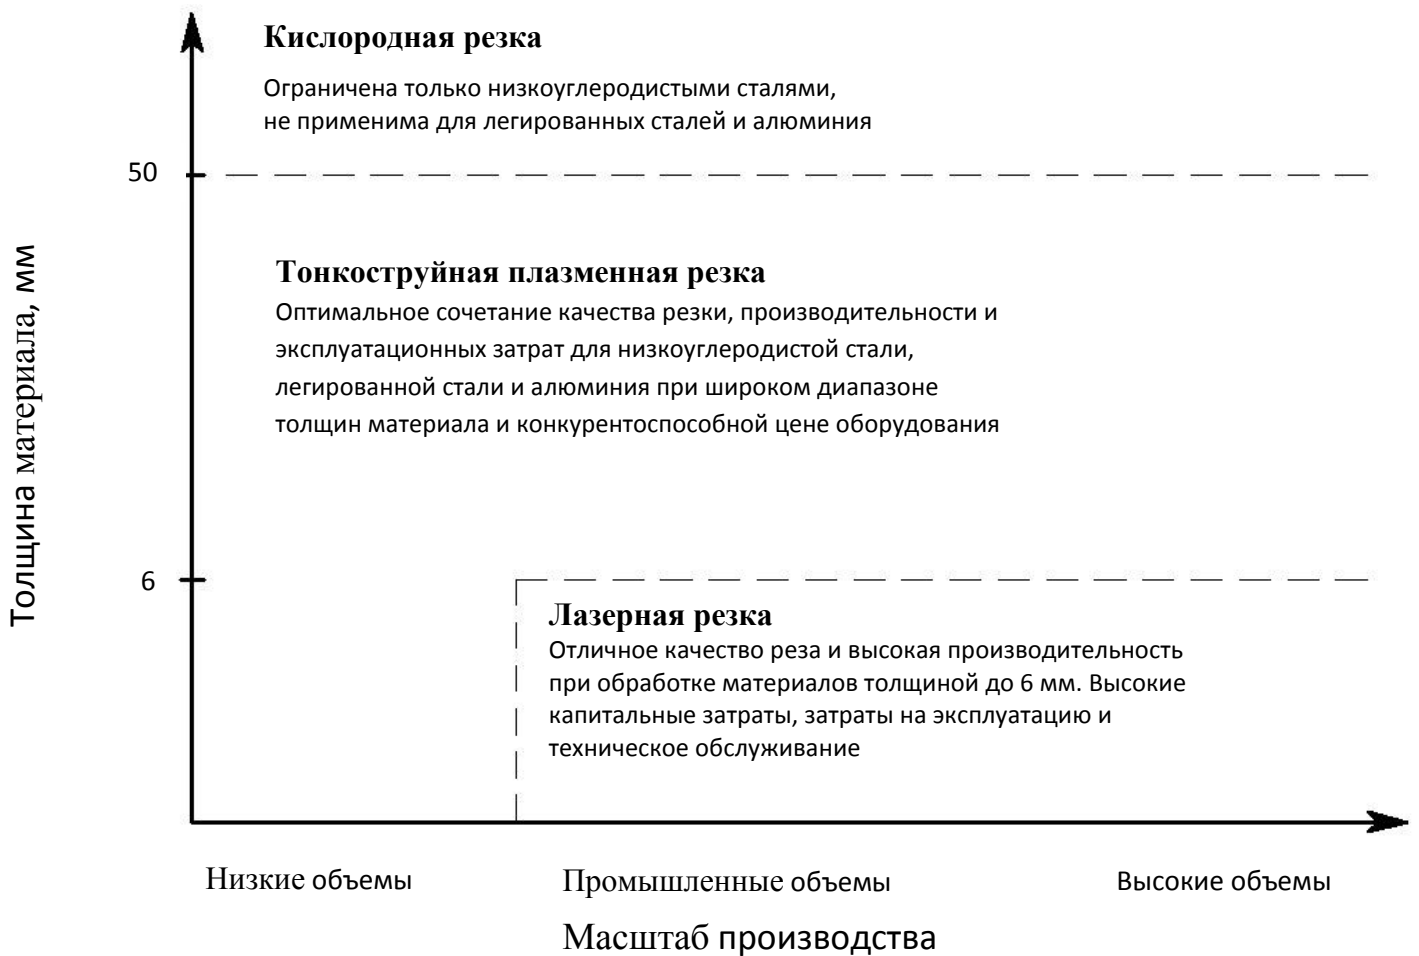 Кислородная резка
Ограничена только низкоуглеродистыми сталями,
не применима для легированных сталей и алюминия
50
Толщина материала, мм
Тонкоструйная плазменная резка
Оптимальное сочетание качества резки, производительности и
эксплуатационных затрат для низкоуглеродистой стали,
легированной стали и алюминия при широком диапазоне
толщин материала и конкурентоспособной цене оборудования
6
Лазерная резка
Отличное качество реза и высокая производительность
при обработке материалов толщиной до 6 мм. Высокие
капитальные затраты, затраты на эксплуатацию и
техническое обслуживание
Низкие объемы
Промышленные объемы
Высокие объемы
Масштаб производства